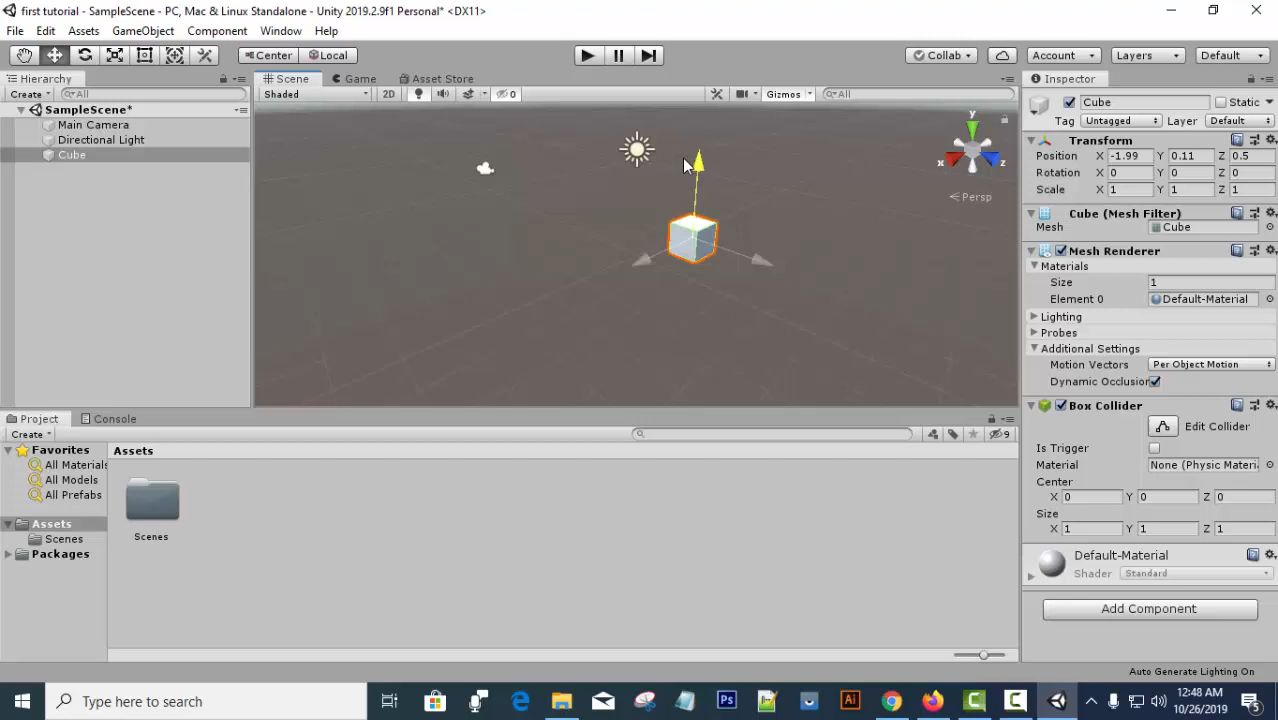 first tutorial - SampleScene - PC, Mac & Linux Standalone - Unity 2019.2.9f1 Personal* <DX11>
File Edit Assets GameObject Component Window Help
Center Local Collab Account Layers Default
Hierarchy Scene Game Asset Store Inspector
Create All Shaded 2D 0 Gizmos All
SampleScene*
Main Camera
Directional Light
Cube
y
x z
Persp
Cube Static
Tag Untagged Layer Default
Transform
Position X -1.99 Y 0.11 Z 0.5
Rotation X 0 Y 0 Z 0
Scale X 1 Y 1 Z 1
Cube (Mesh Filter)
Mesh Cube
Mesh Renderer
Materials
Size 1
Element 0 Default-Material
Lighting
Probes
Additional Settings
Motion Vectors Per Object Motion
Dynamic Occlusion
Box Collider
Edit Collider
Is Trigger
Material None (Physic Materi
Center
X 0 Y 0 Z 0
Size
X 1 Y 1 Z 1
Default-Material
Shader Standard
Add Component
Project Console
Create 9
Favorites
All Materials
All Models
All Prefabs
Assets
Scenes
Packages
Assets
Scenes
Auto Generate Lighting On
Type here to search
Ps Ai
12:48 AM
10/26/2019
5